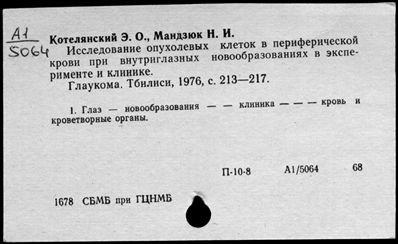 А1
5064
Котелянский Э. О., Мандзюк Н. И.
Исследование опухолевых клеток в периферической
крови при внутриглазных новообразованиях в экспе-
рименте и клинике.
Глаукома. Тбилиси, 1976, с. 213—217.
1. Глаз — новообразования — — клиника — — — кровь и
кроветворные органы.
П-10-8 А1/5064 68
1678 СБМБ при ГЦНМБ